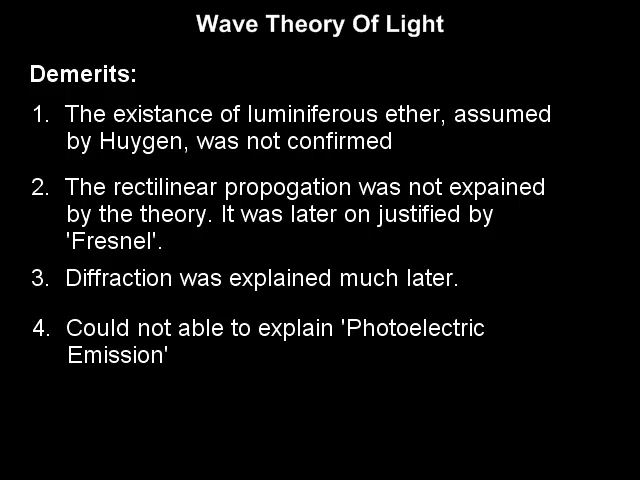 Wave Theory Of Light
Demerits:
1. The existance of luminiferous ether, assumed
by Huygen, was not confirmed
2. The rectilinear propogation was not expained
by the theory. It was later on justified by
'Fresnel'.
3. Diffraction was explained much later.
4. Could not able to explain 'Photoelectric
Emission'